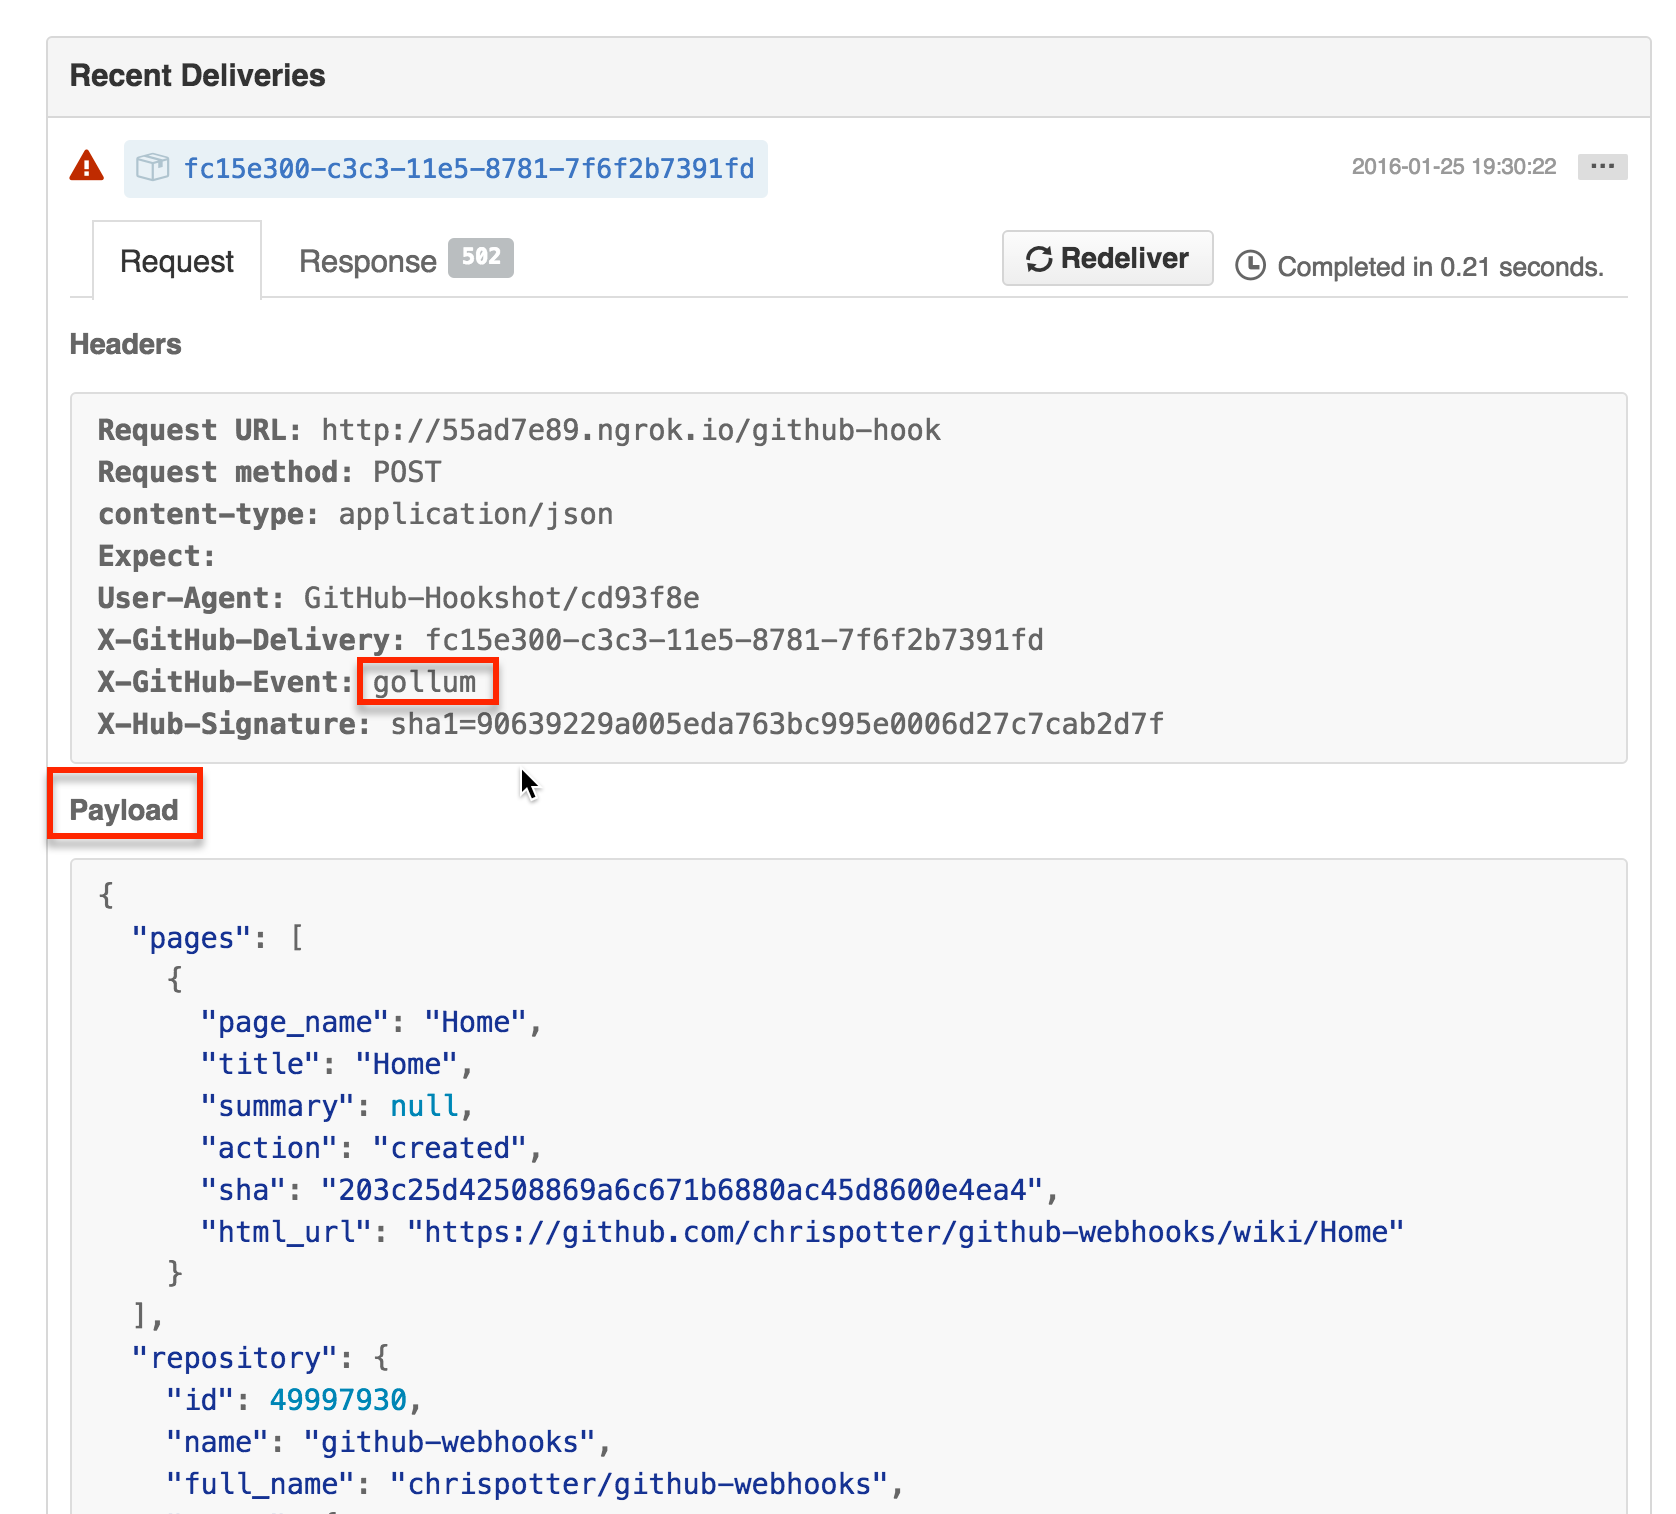 Recent Deliveries
fc15e300-c3c3-11e5-8781-7f6f2b7391fd 2016-01-25 19:30:22 ...
Request Response 502 Redeliver Completed in 0.21 seconds.
Headers
Request URL: http://55ad7e89.ngrok.io/github-hook
Request method: POST
content-type: application/json
Expect:
User-Agent: GitHub-Hookshot/cd93f8e
X-GitHub-Delivery: fc15e300-c3c3-11e5-8781-7f6f2b7391fd
X-GitHub-Event: gollum
X-Hub-Signature: sha1=90639229a005eda763bc995e0006d27c7cab2d7f
Payload
{
"pages": [
{
"page_name": "Home",
"title": "Home",
"summary": null,
"action": "created",
"sha": "203c25d42508869a6c671b6880ac45d8600e4ea4",
"html_url": "https://github.com/chrispotter/github-webhooks/wiki/Home"
}
],
"repository": {
"id": 49997930,
"name": "github-webhooks",
"full_name": "chrispotter/github-webhooks",